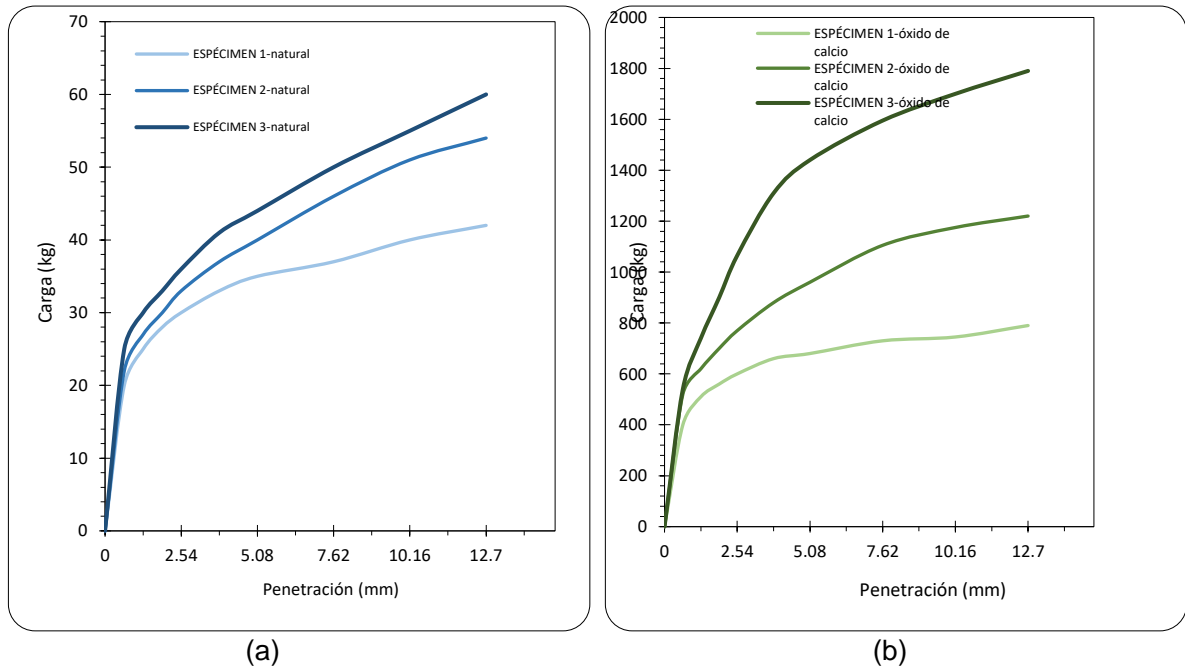 70
60
50
40
30
20
10
0
Carga (kg)
ESPÉCIMEN 1-natural
ESPÉCIMEN 2-natural
ESPÉCIMEN 3-natural
0 2.54 5.08 7.62 10.16 12.7
Penetración (mm)
(a)
2000
1800
1600
1400
1200
1000
800
600
400
200
0
Carga (kg)
ESPÉCIMEN 1-óxido de
calcio
ESPÉCIMEN 2-óxido de
calcio
ESPÉCIMEN 3-óxido de
calcio
0 2.54 5.08 7.62 10.16 12.7
Penetración (mm)
(b)